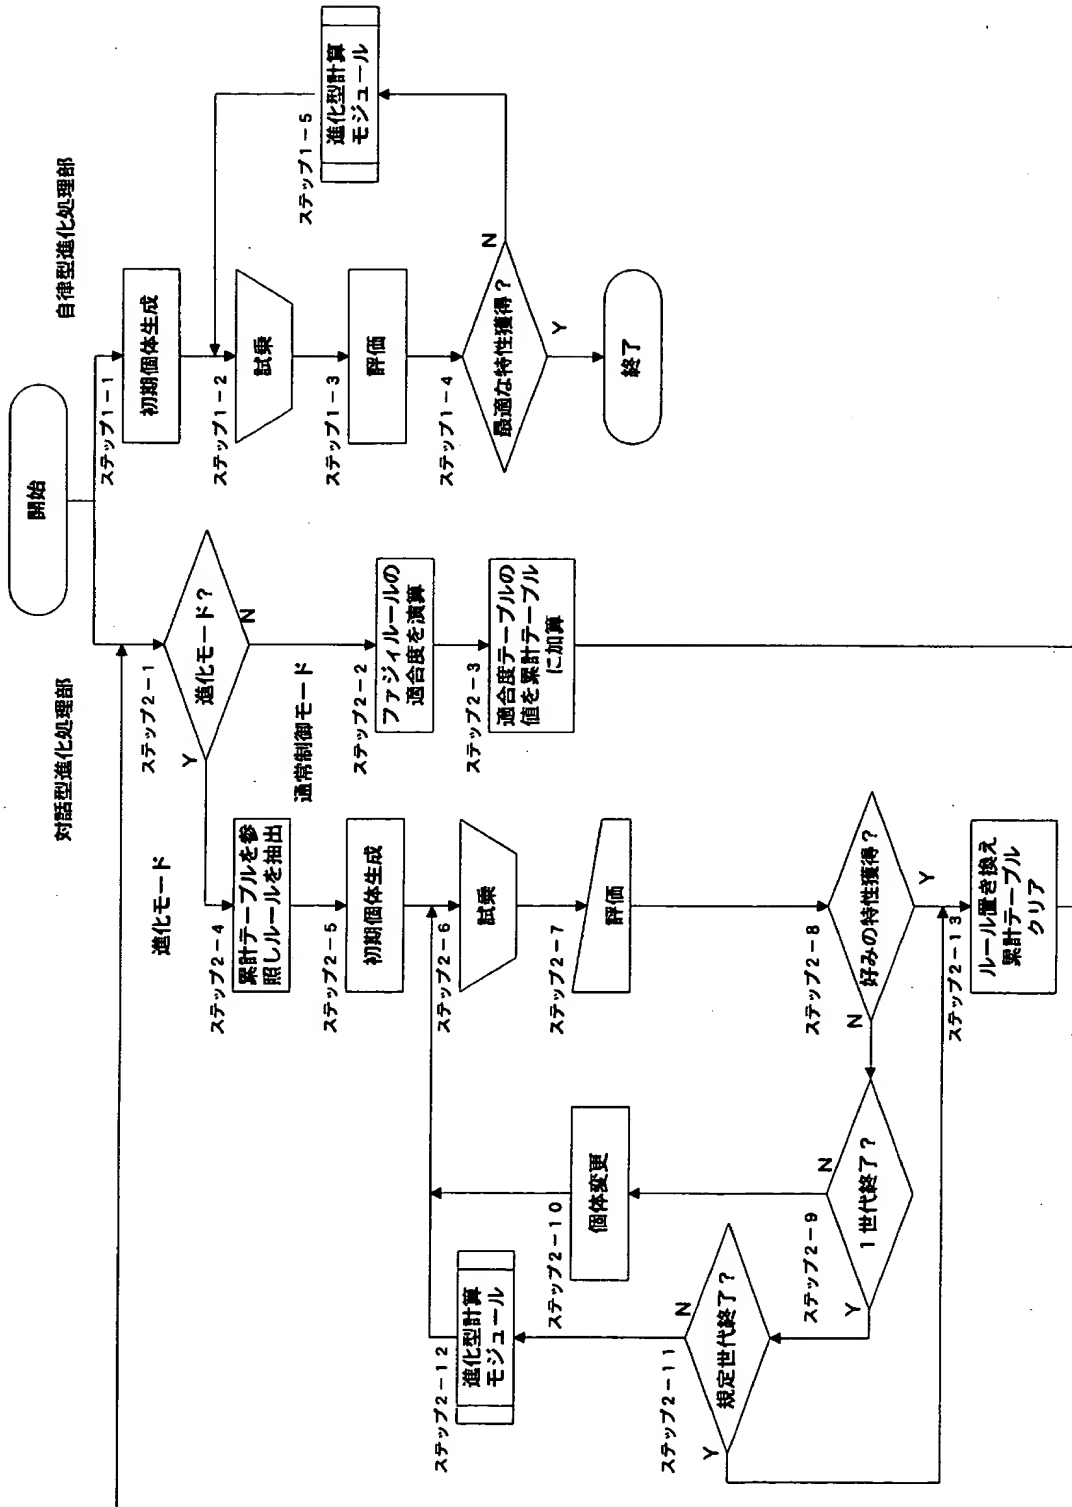 開始
対話型進化処理部
自律型進化処理部
ステップ1-1
初期個体生成
ステップ1-2
試乗
ステップ1-3
評価
ステップ1-4
最適な特性獲得?
N
Y
ステップ1-5
進化型計算
モジュール
終了
ステップ2-1
進化モード?
Y
N
進化モード
通常制御モード
ステップ2-2
ファジィルールの
適合度を演算
ステップ2-3
適合度テーブルの
値を累計テーブル
に加算
ステップ2-4
累計テーブルを参
照しルールを抽出
ステップ2-5
初期個体生成
ステップ2-6
試乗
ステップ2-7
評価
ステップ2-8
好みの特性獲得?
N
Y
ステップ2-9
1世代終了?
N
Y
ステップ2-10
個体変更
ステップ2-11
規定世代終了?
N
Y
ステップ2-12
進化型計算
モジュール
ステップ2-13
ルール置き換え
累計テーブル
クリア